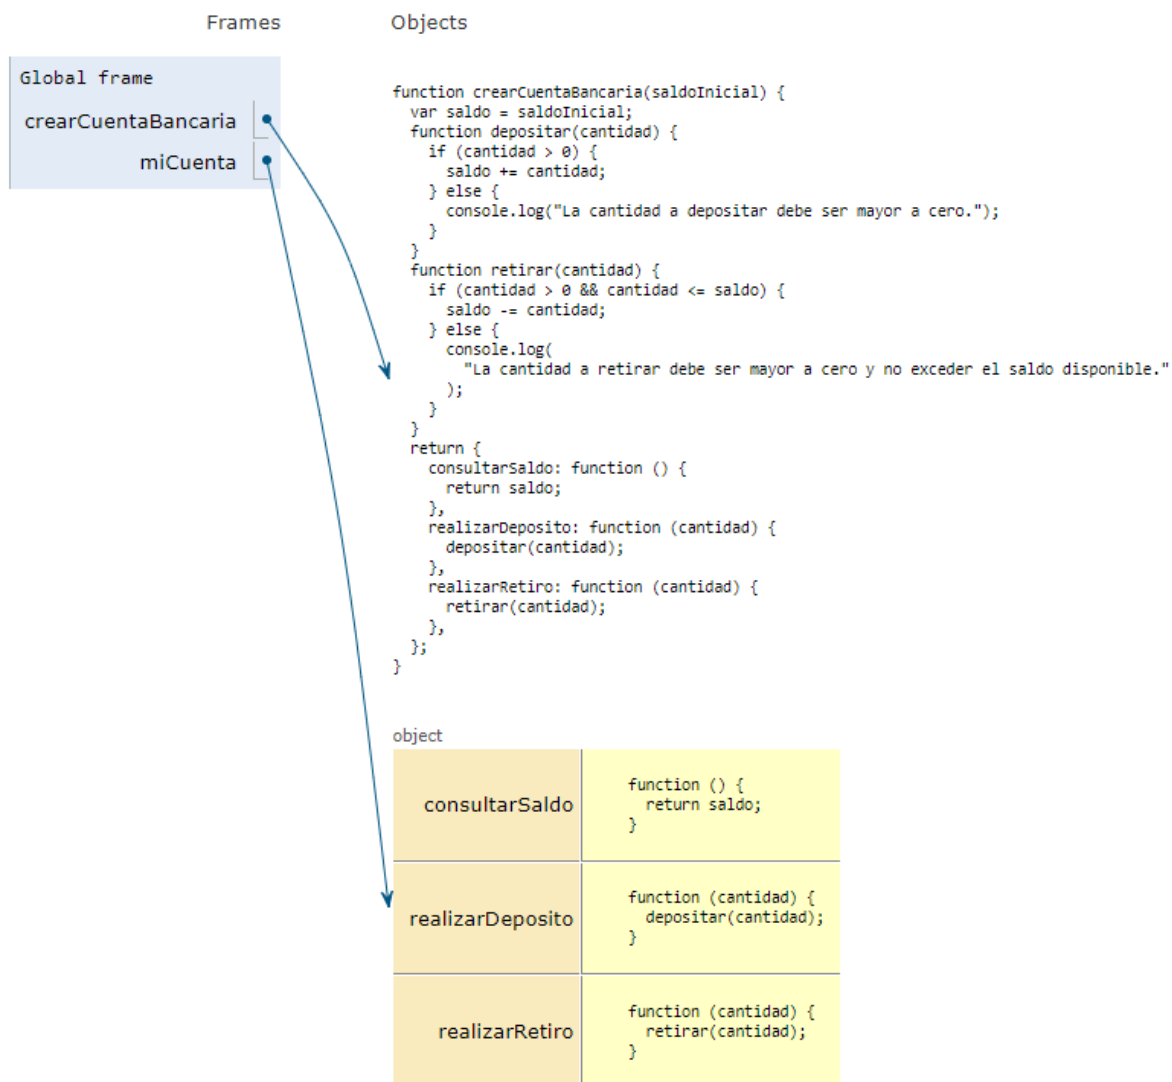 Frames Objects
Global frame
crearCuentaBancaria
miCuenta
function crearCuentaBancaria(saldoInicial) {
  var saldo = saldoInicial;
  function depositar(cantidad) {
    if (cantidad > 0) {
      saldo += cantidad;
    } else {
      console.log("La cantidad a depositar debe ser mayor a cero.");
    }
  }
  function retirar(cantidad) {
    if (cantidad > 0 && cantidad <= saldo) {
      saldo -= cantidad;
    } else {
      console.log(
        "La cantidad a retirar debe ser mayor a cero y no exceder el saldo disponible."
      );
    }
  }
  return {
    consultarSaldo: function () {
      return saldo;
    },
    realizarDeposito: function (cantidad) {
      depositar(cantidad);
    },
    realizarRetiro: function (cantidad) {
      retirar(cantidad);
    },
  };
}
object
consultarSaldo
function () {
  return saldo;
}
realizarDeposito
function (cantidad) {
  depositar(cantidad);
}
realizarRetiro
function (cantidad) {
  retirar(cantidad);
}